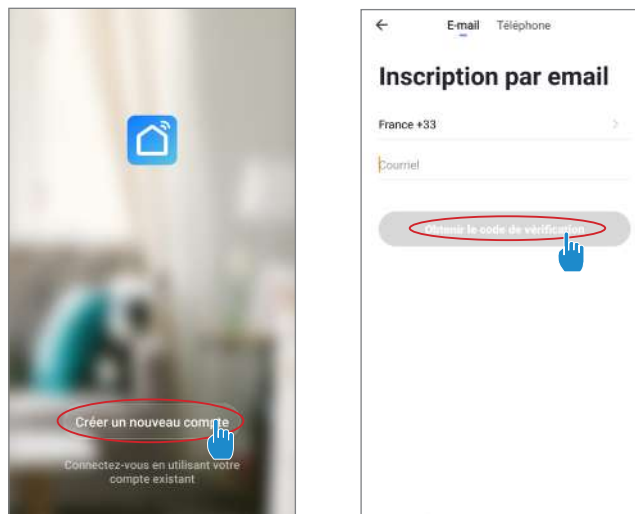 Créer un nouveau compte
Connectez-vous en utilisant votre
compte existant
E-mail Téléphone
Inscription par email
France +33
Courriel
Obtenir le code de vérification